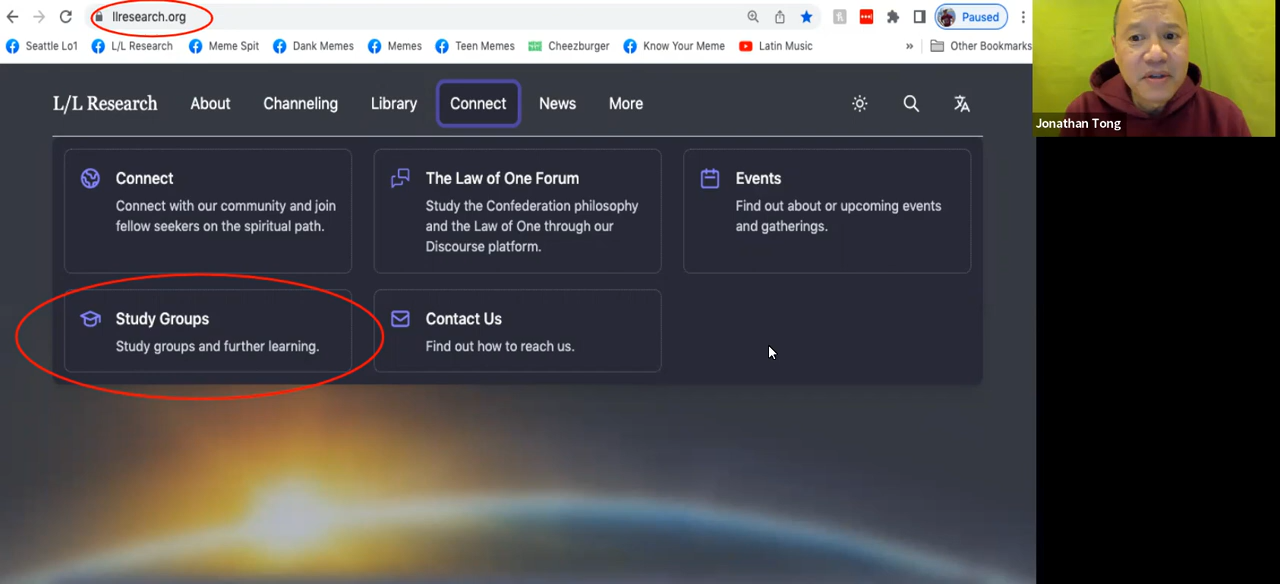 llresearch.org
Paused
Seattle Lo1 L/L Research Meme Spit Dank Memes Memes Teen Memes Cheezburger Know Your Meme Latin Music » Other Bookmarks
L/L Research About Channeling Library Connect News More
Connect
Connect with our community and join
fellow seekers on the spiritual path.
The Law of One Forum
Study the Confederation philosophy
and the Law of One through our
Discourse platform.
Events
Find out about or upcoming events
and gatherings.
Study Groups
Study groups and further learning.
Contact Us
Find out how to reach us.
Jonathan Tong